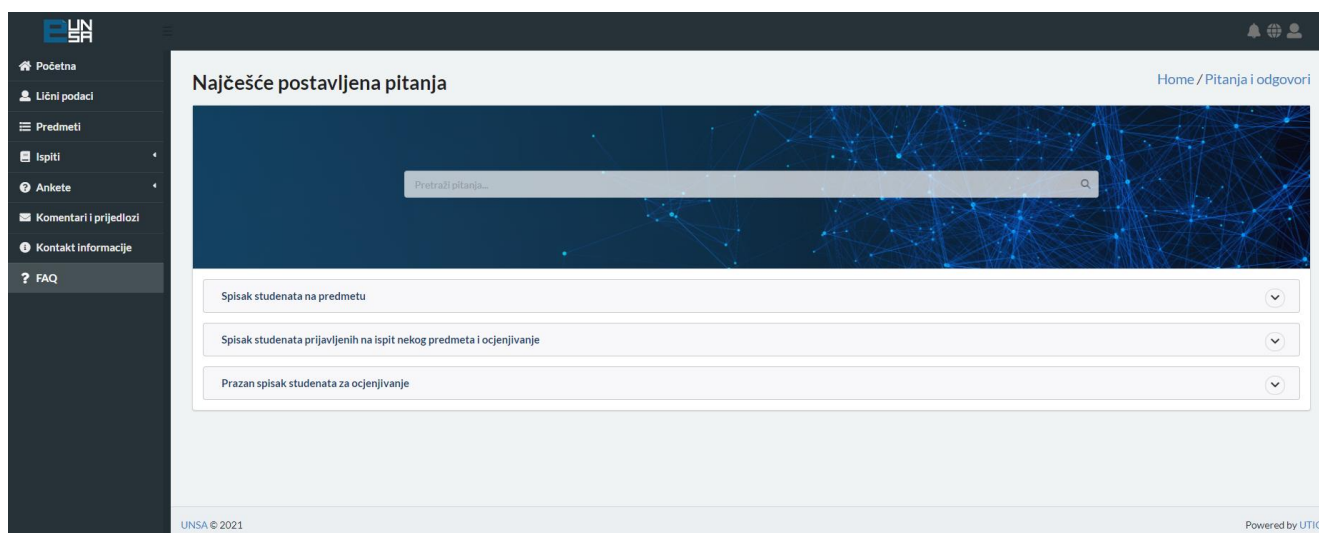 eUNSA
Početna
Lični podaci
Predmeti
Ispiti
Ankete
Komentari i prijedlozi
Kontakt informacije
FAQ
Najčešće postavljena pitanja
Home / Pitanja i odgovori
Pretraži pitanja...
Spisak studenata na predmetu
Spisak studenata prijavljenih na ispit nekog predmeta i ocjenjivanje
Prazan spisak studenata za ocjenjivanje
UNSA © 2021
Powered by UTIC